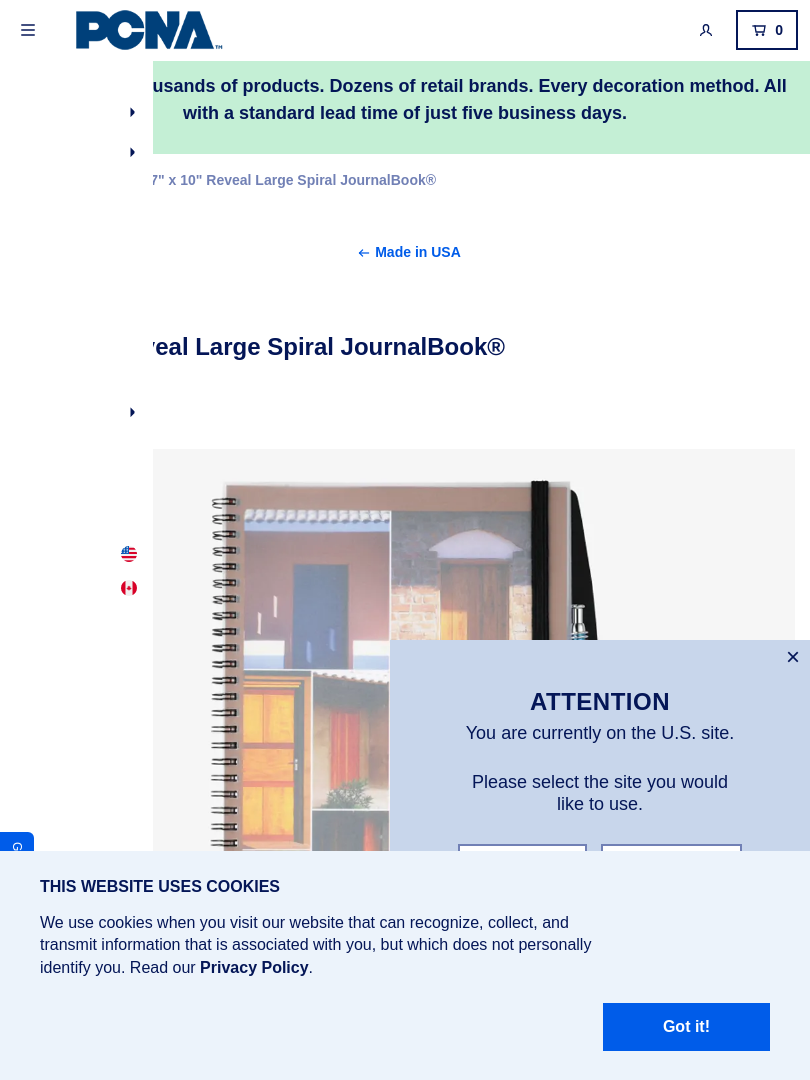 PCNA™
0
usands of products. Dozens of retail brands. Every decoration method. All
with a standard lead time of just five business days.
7" x 10" Reveal Large Spiral JournalBook®
← Made in USA
veal Large Spiral JournalBook®
ATTENTION
You are currently on the U.S. site.
Please select the site you would
like to use.
G
THIS WEBSITE USES COOKIES
We use cookies when you visit our website that can recognize, collect, and
transmit information that is associated with you, but which does not personally
identify you. Read our Privacy Policy.
Got it!